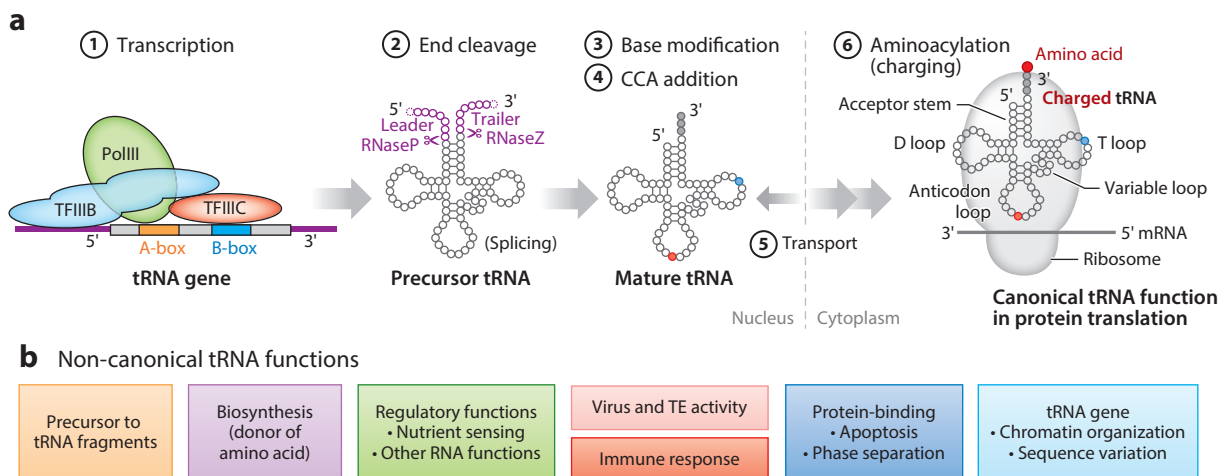 a
1 Transcription
2 End cleavage
3 Base modification
4 CCA addition
6 Aminoacylation
(charging)
Amino acid
3'
5'
Charged tRNA
Acceptor stem
D loop
T loop
Anticodon
loop
Variable loop
3'
5' mRNA
Ribosome
Canonical tRNA function
in protein translation
PolIII
TFIIIB
TFIIIC
5'
3'
A-box
B-box
tRNA gene
5'
3'
Leader
Trailer
RNaseP
RNaseZ
(Splicing)
Precursor tRNA
3'
5'
Mature tRNA
5 Transport
Nucleus
Cytoplasm
b Non-canonical tRNA functions
Precursor to
tRNA fragments
Biosynthesis
(donor of
amino acid)
Regulatory functions
• Nutrient sensing
• Other RNA functions
Virus and TE activity
Immune response
Protein-binding
• Apoptosis
• Phase separation
tRNA gene
• Chromatin organization
• Sequence variation